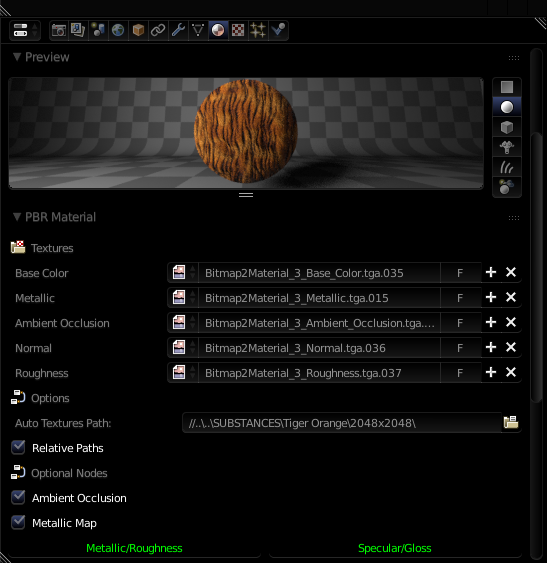 Preview
PBR Material
Textures
Base Color Bitmap2Material_3_Base_Color.tga.035 F
Metallic Bitmap2Material_3_Metallic.tga.015 F
Ambient Occlusion Bitmap2Material_3_Ambient_Occlusion.tga.... F
Normal Bitmap2Material_3_Normal.tga.036 F
Roughness Bitmap2Material_3_Roughness.tga.037 F
Options
Auto Textures Path: //..\..\SUBSTANCES\Tiger Orange\2048x2048\
Relative Paths
Optional Nodes
Ambient Occlusion
Metallic Map
Metallic/Roughness Specular/Gloss